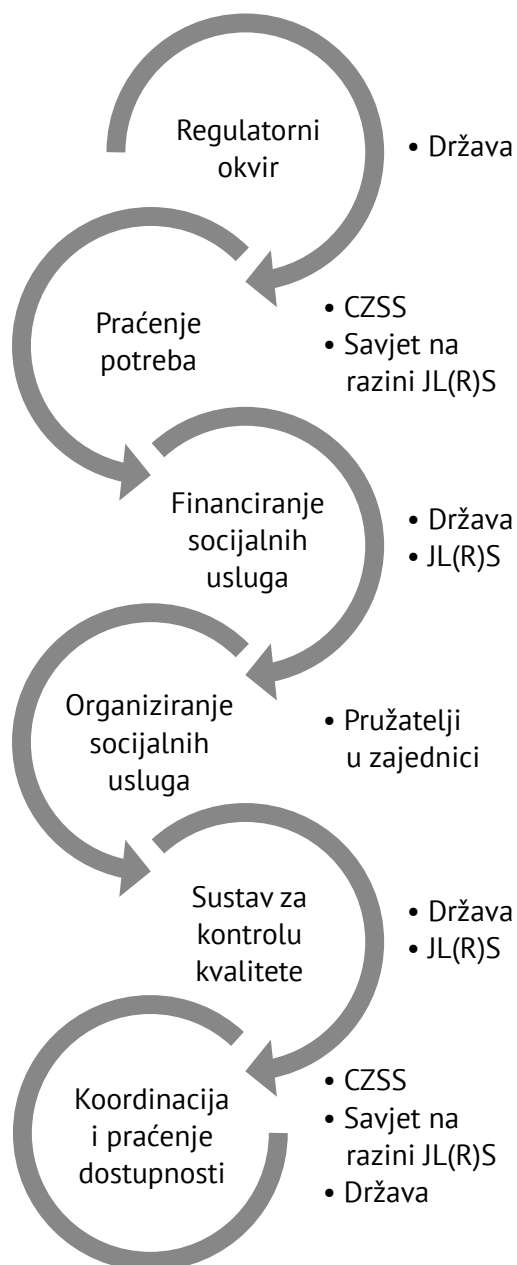 Regulatorni
okvir
• Država
Praćenje
potreba
• CZSS
• Savjet na
razini JL(R)S
Financiranje
socijalnih
usluga
• Država
• JL(R)S
Organiziranje
socijalnih
usluga
• Pružatelji
u zajednici
Sustav za
kontrolu
kvalitete
• Država
• JL(R)S
Koordinacija
i praćenje
dostupnosti
• CZSS
• Savjet na
razini JL(R)S
• Država